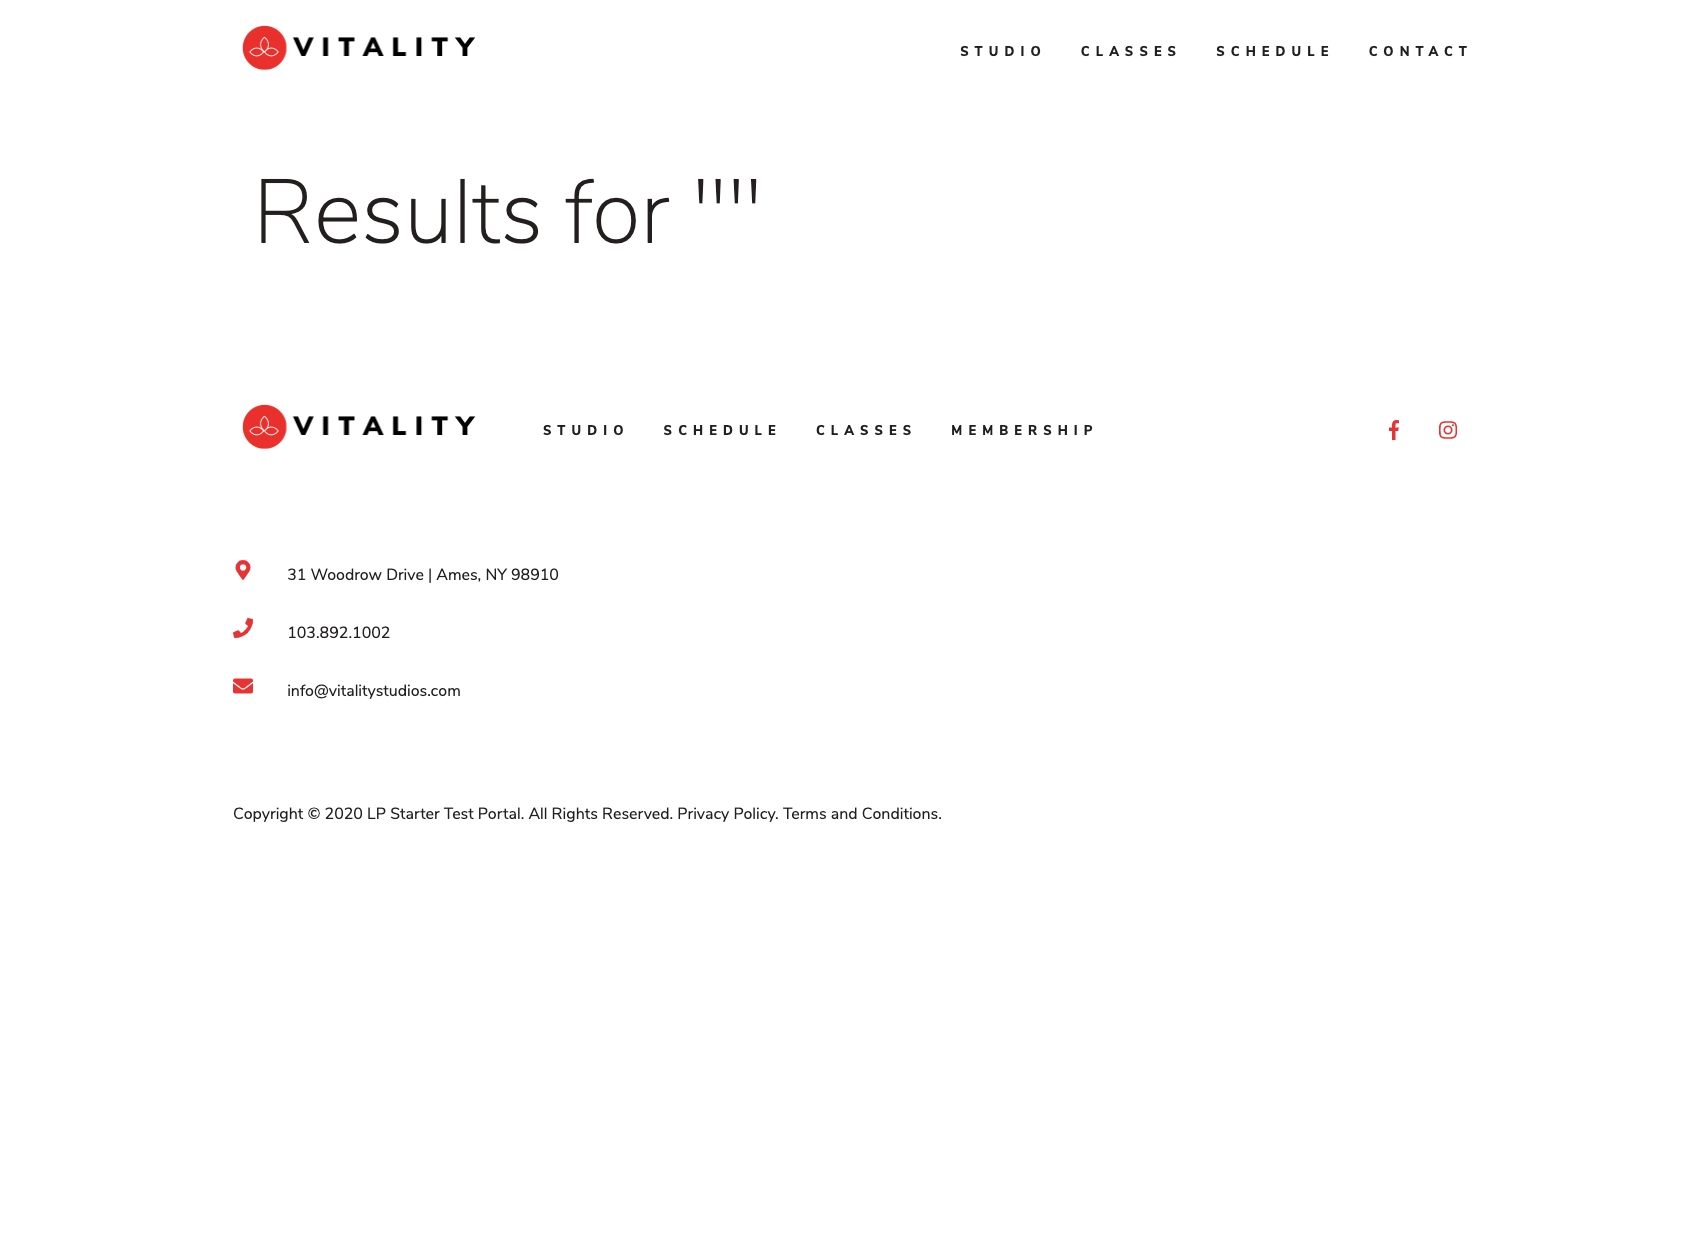 VITALITY
STUDIO CLASSES SCHEDULE CONTACT
Results for """"
VITALITY
STUDIO SCHEDULE CLASSES MEMBERSHIP
31 Woodrow Drive | Ames, NY 98910
103.892.1002
info@vitalitystudios.com
Copyright © 2020 LP Starter Test Portal. All Rights Reserved. Privacy Policy. Terms and Conditions.